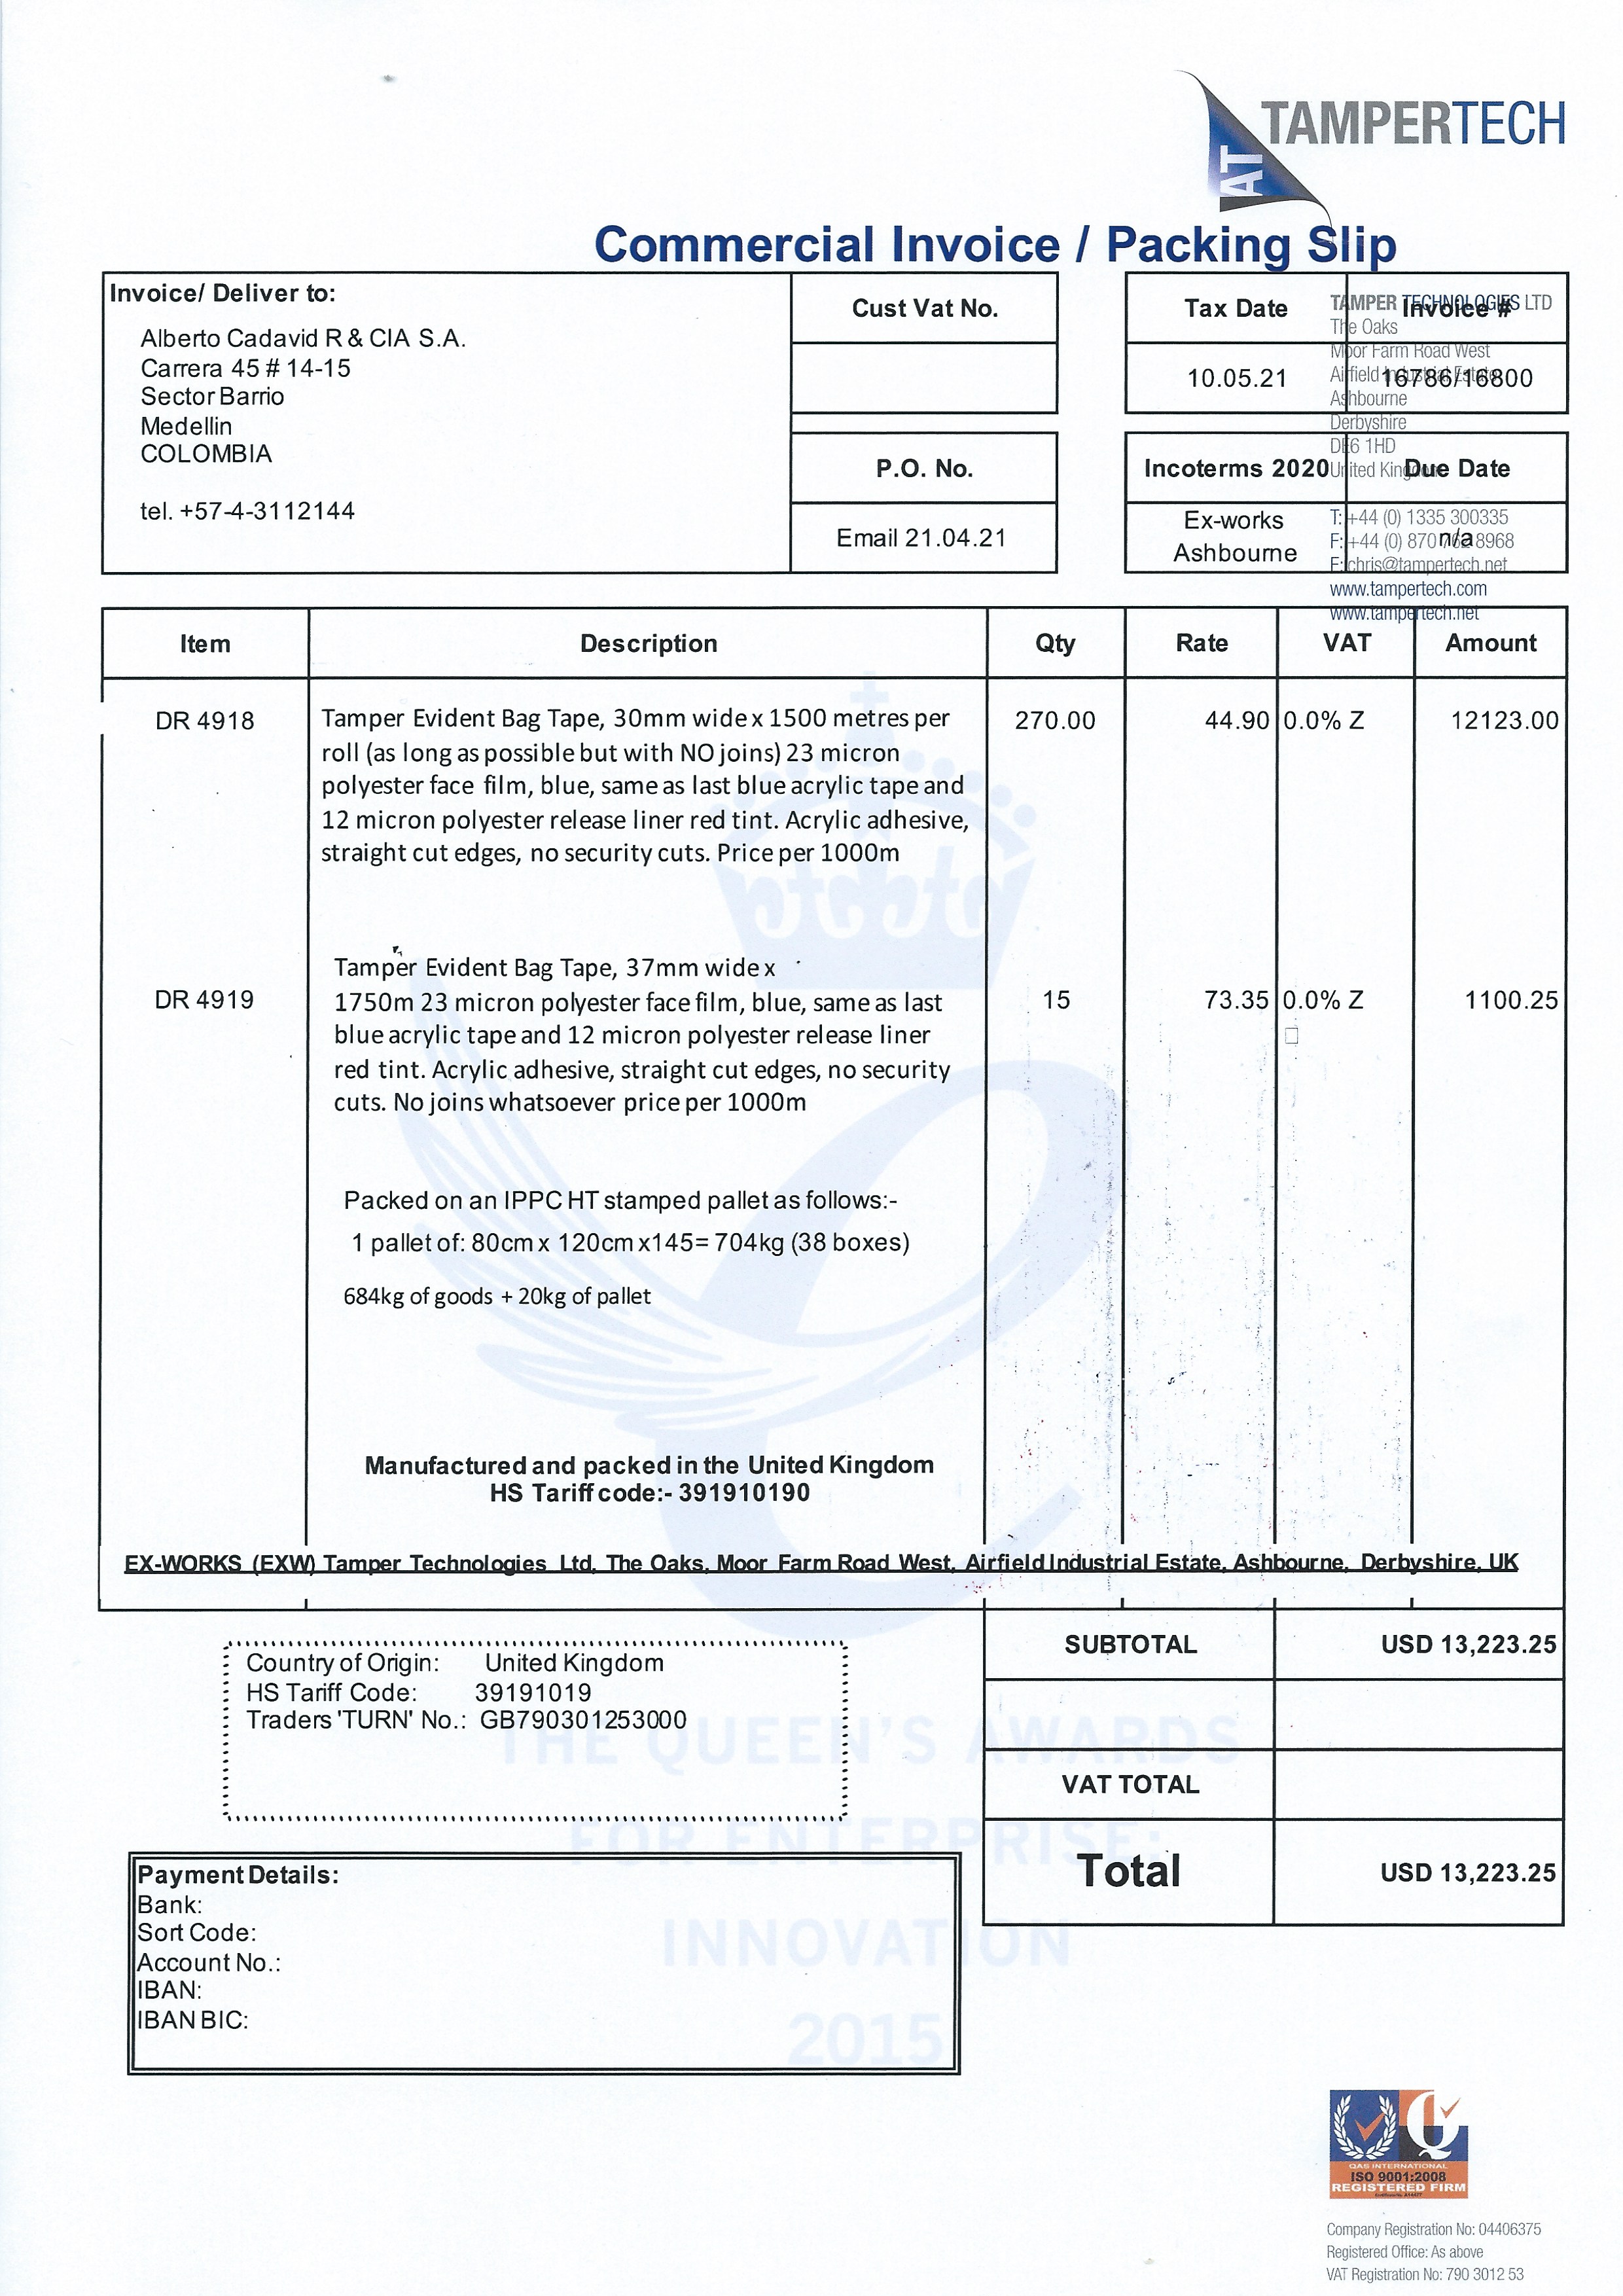 TAMPERTECH
AT
Commercial Invoice / Packing Slip
Invoice/ Deliver to:
Alberto Cadavid R & CIA S.A.
Carrera 45 # 14-15
Sector Barrio
Medellin
COLOMBIA
tel. +57-4-3112144
Cust Vat No.
P.O. No.
Email 21.04.21
Tax Date
Invoice #
10.05.21
16786/16800
Incoterms 2020
Due Date
Ex-works
Ashbourne
n/a
TAMPER TECHNOLOGIES LTD
The Oaks
Moor Farm Road West
Airfield Industrial Estate
Ashbourne
Derbyshire
DE6 1HD
United Kingdom
T: +44 (0) 1335 300335
F: +44 (0) 870 762 8968
E: chris@tampertech.net
www.tampertech.com
www.tampertech.net
Item Description Qty Rate VAT Amount
DR 4918
Tamper Evident Bag Tape, 30mm wide x 1500 metres per
roll (as long as possible but with NO joins) 23 micron
polyester face film, blue, same as last blue acrylic tape and
12 micron polyester release liner red tint. Acrylic adhesive,
straight cut edges, no security cuts. Price per 1000m
270.00 44.90 0.0% Z 12123.00
DR 4919
Tamper Evident Bag Tape, 37mm wide x
1750m 23 micron polyester face film, blue, same as last
blue acrylic tape and 12 micron polyester release liner
red tint. Acrylic adhesive, straight cut edges, no security
cuts. No joins whatsoever price per 1000m
15 73.35 0.0% Z 1100.25
Packed on an IPPC HT stamped pallet as follows:-
1 pallet of: 80cm x 120cm x145= 704kg (38 boxes)
684kg of goods + 20kg of pallet
Manufactured and packed in the United Kingdom
HS Tariff code:- 391910190
EX-WORKS (EXW) Tamper Technologies Ltd, The Oaks, Moor Farm Road West, Airfield Industrial Estate, Ashbourne, Derbyshire, UK
SUBTOTAL USD 13,223.25
VAT TOTAL
Total USD 13,223.25
Country of Origin: United Kingdom
HS Tariff Code: 39191019
Traders 'TURN' No.: GB790301253000
THE QUEEN'S AWARDS
FOR ENTERPRISE:
INNOVATION
2015
Payment Details:
Bank:
Sort Code:
Account No.:
IBAN:
IBAN BIC:
QAS INTERNATIONAL
ISO 9001:2008
REGISTERED FIRM
Company Registration No: 04406375
Registered Office: As above
VAT Registration No: 790 3012 53